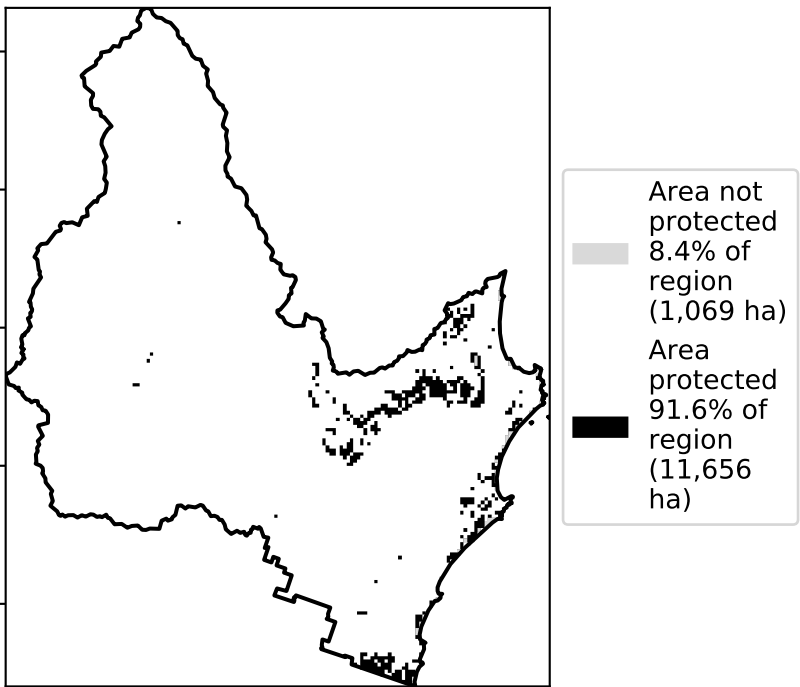 Area not
protected
8.4% of
region
(1,069 ha)
Area
protected
91.6% of
region
(11,656
ha)